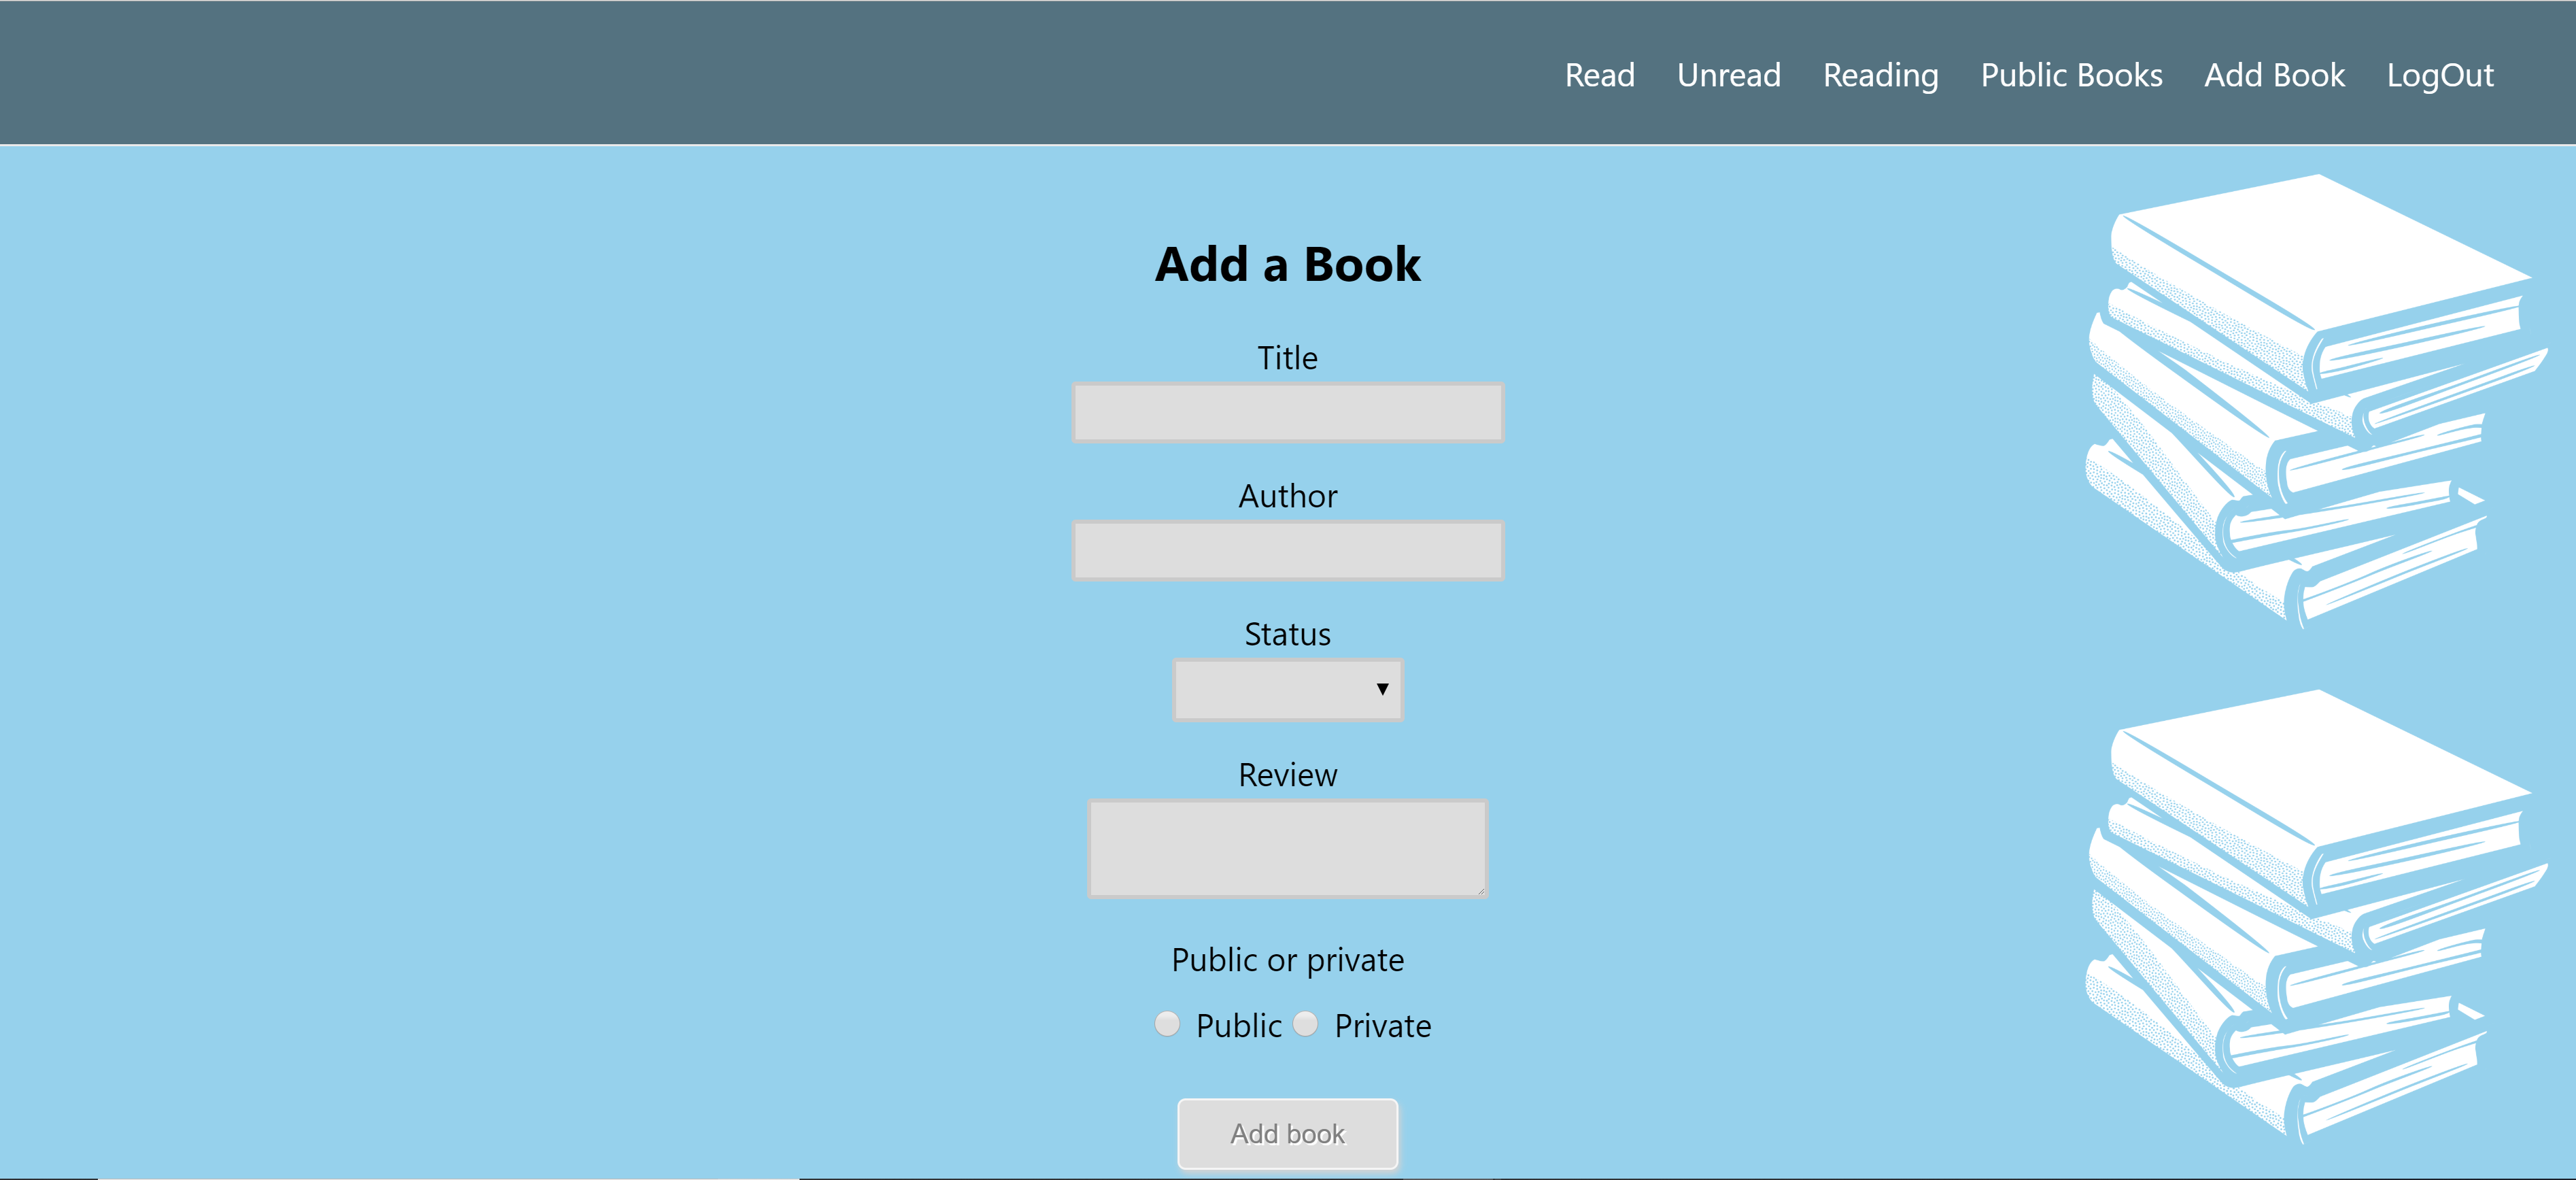 Read Unread Reading Public Books Add Book LogOut
Add a Book
Title
Author
Status
Review
Public or private
Public Private
Add book